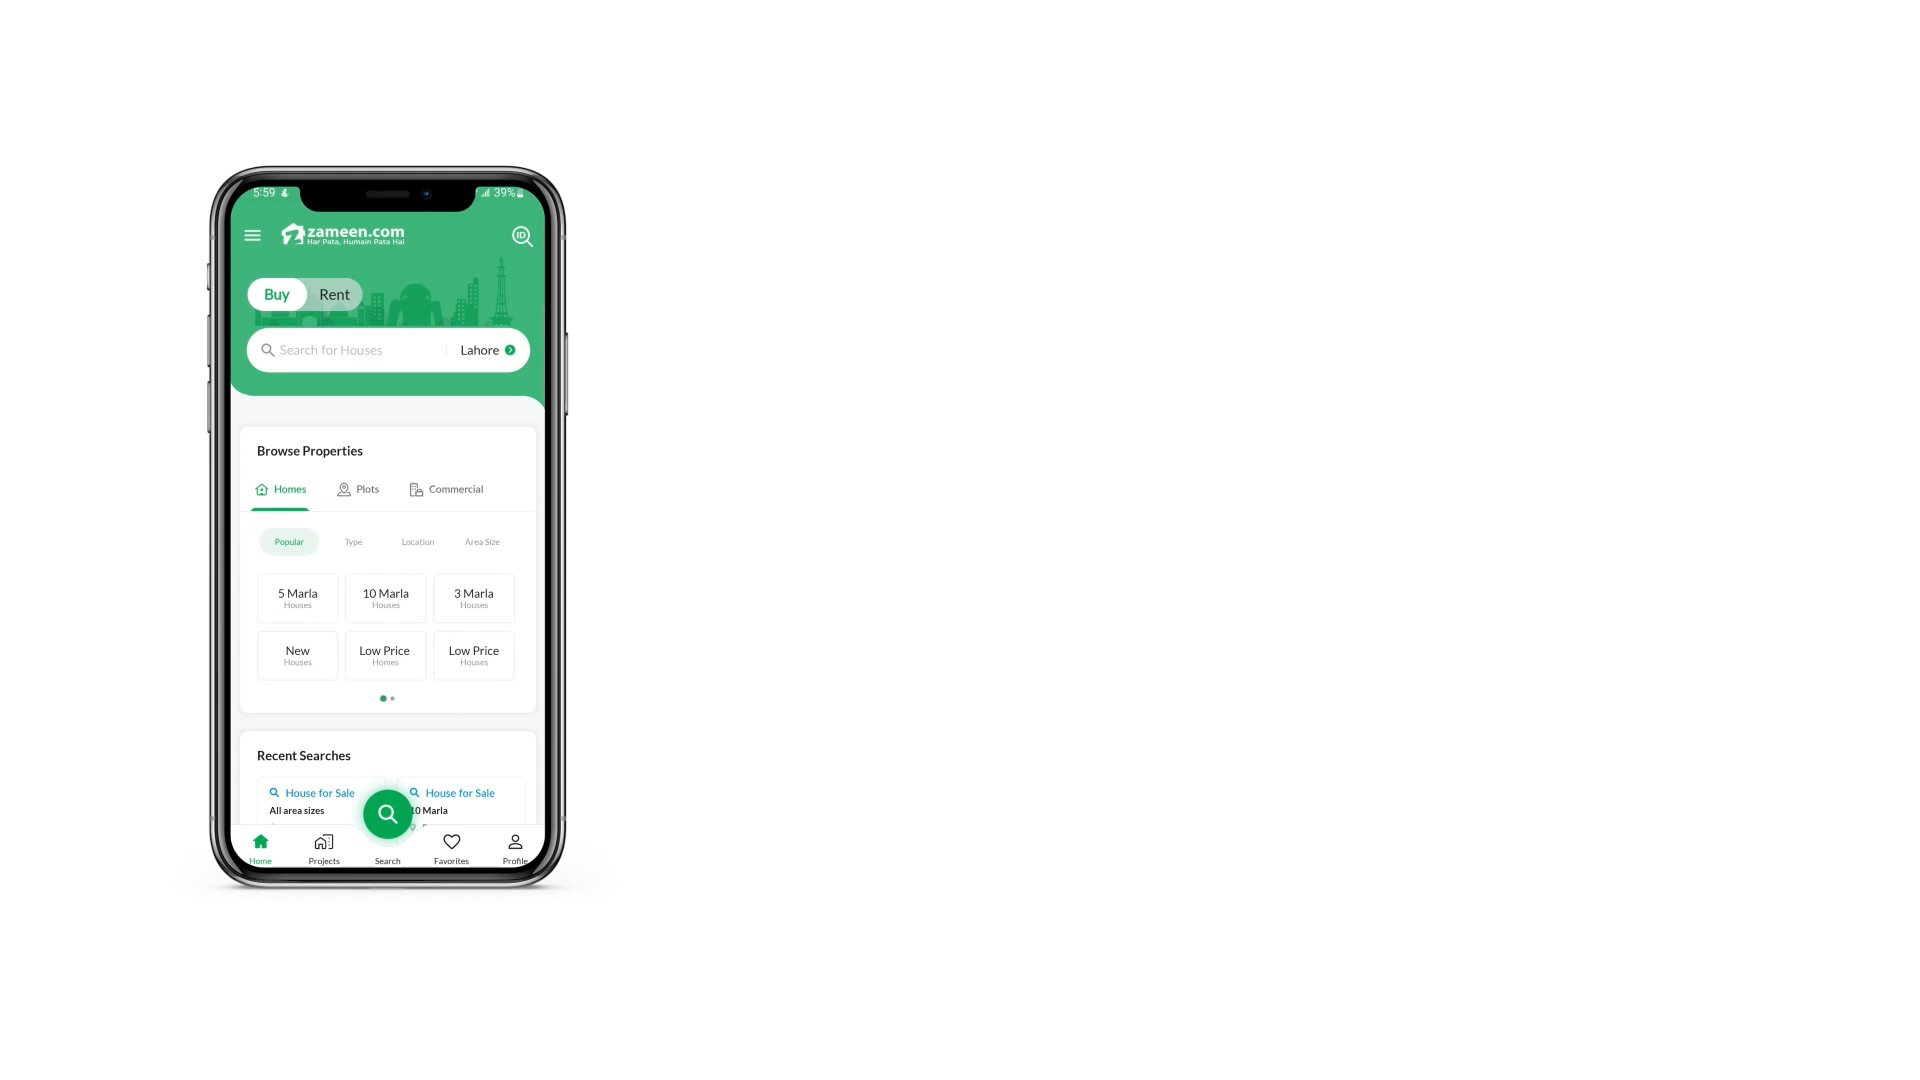 5:59
39%
zameen.com
Har Pata, Humain Pata Hai
ID
Buy Rent
Search for Houses Lahore
Browse Properties
Homes Plots Commercial
Popular Type Location Area Size
5 Marla 10 Marla 3 Marla
Houses Houses Houses
New Low Price Low Price
Houses Homes Houses
Recent Searches
House for Sale House for Sale
All area sizes 10 Marla
Home Projects Search Favorites Profile